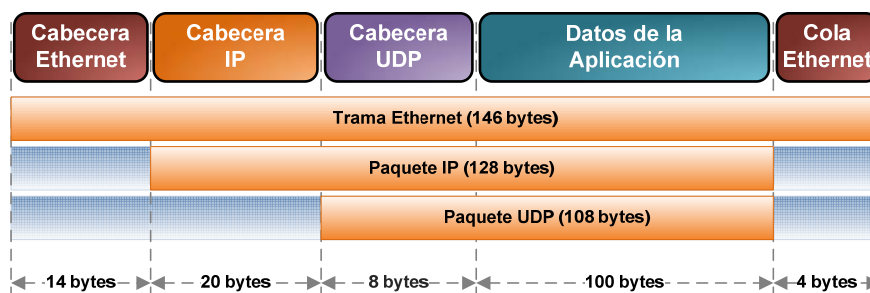 Cabecera
Ethernet
Cabecera
IP
Cabecera
UDP
Datos de la
Aplicación
Cola
Ethernet
Trama Ethernet (146 bytes)
Paquete IP (128 bytes)
Paquete UDP (108 bytes)
14 bytes
20 bytes
8 bytes
100 bytes
4 bytes